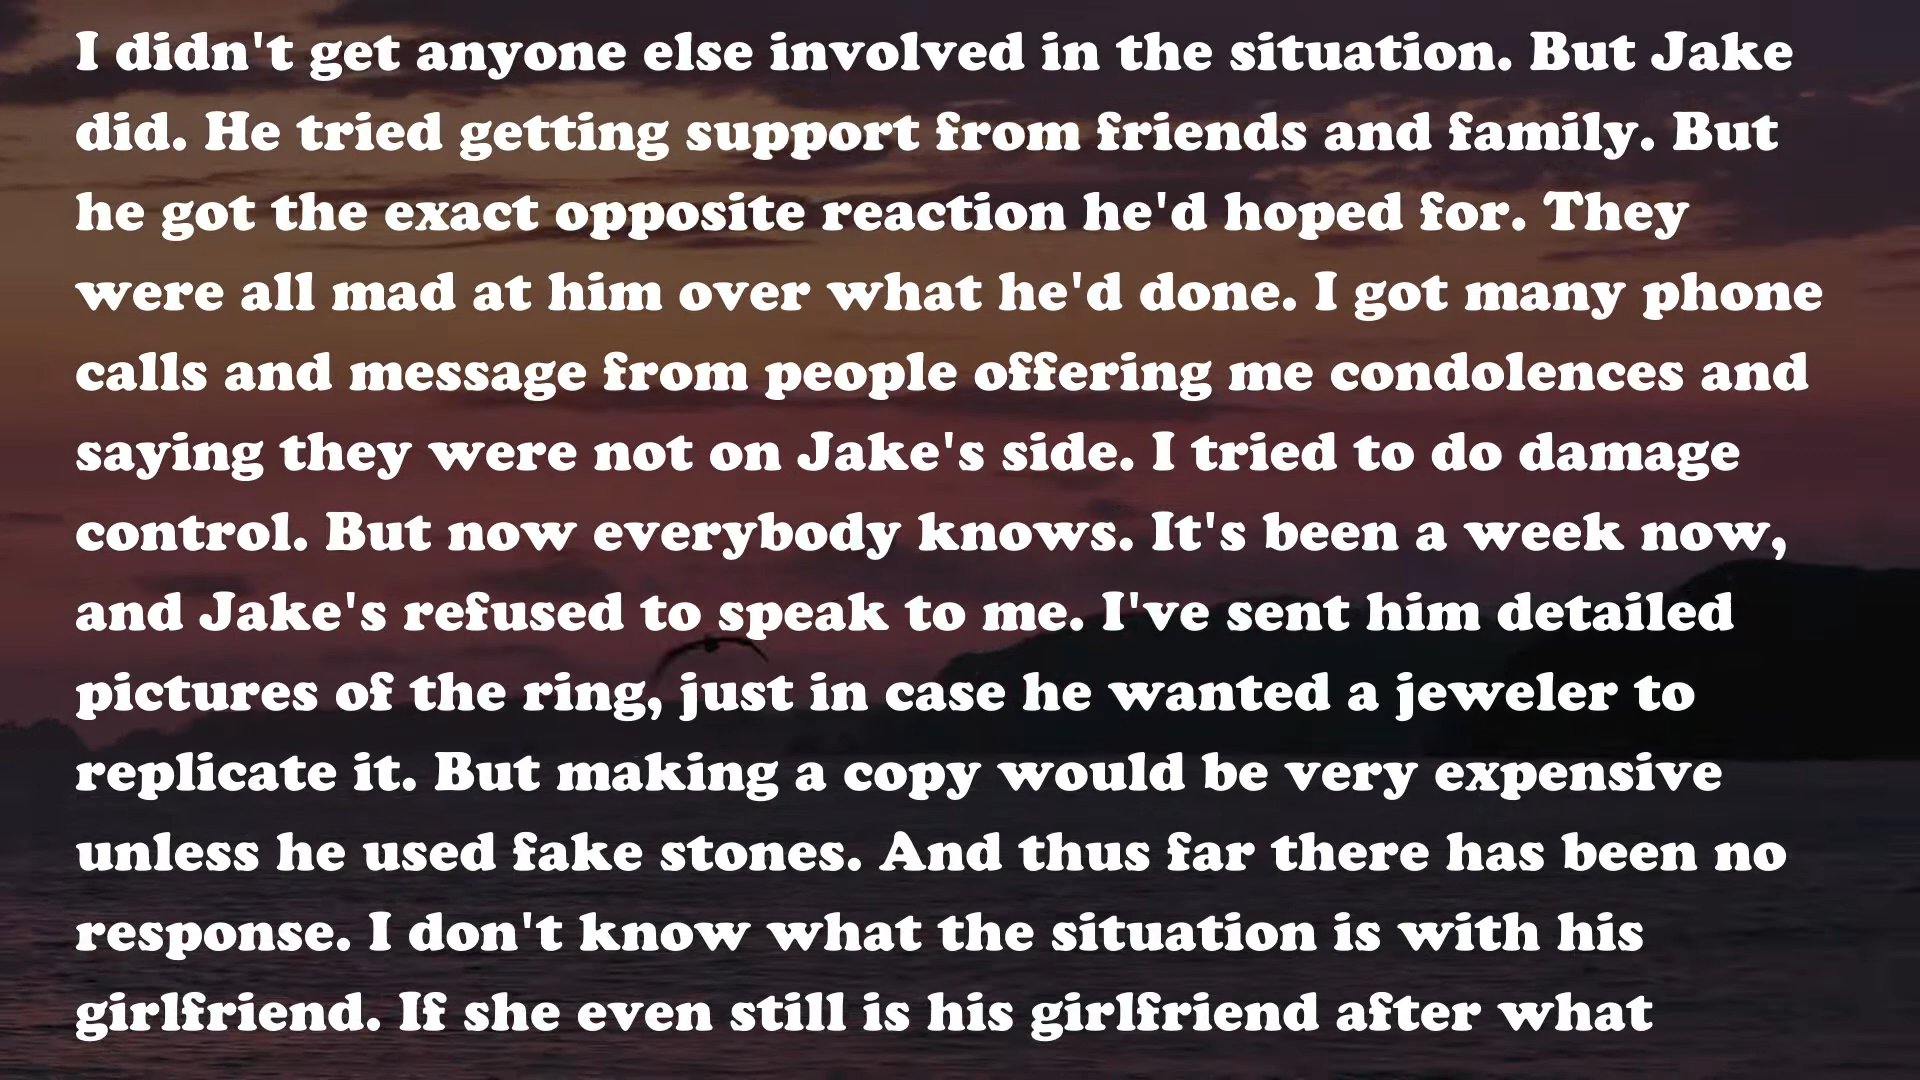 I didn't get anyone else involved in the situation. But Jake
did. He tried getting support from friends and family. But
he got the exact opposite reaction he'd hoped for. They
were all mad at him over what he'd done. I got many phone
calls and message from people offering me condolences and
saying they were not on Jake's side. I tried to do damage
control. But now everybody knows. It's been a week now,
and Jake's refused to speak to me. I've sent him detailed
pictures of the ring, just in case he wanted a jeweler to
replicate it. But making a copy would be very expensive
unless he used fake stones. And thus far there has been no
response. I don't know what the situation is with his
girlfriend. If she even still is his girlfriend after what